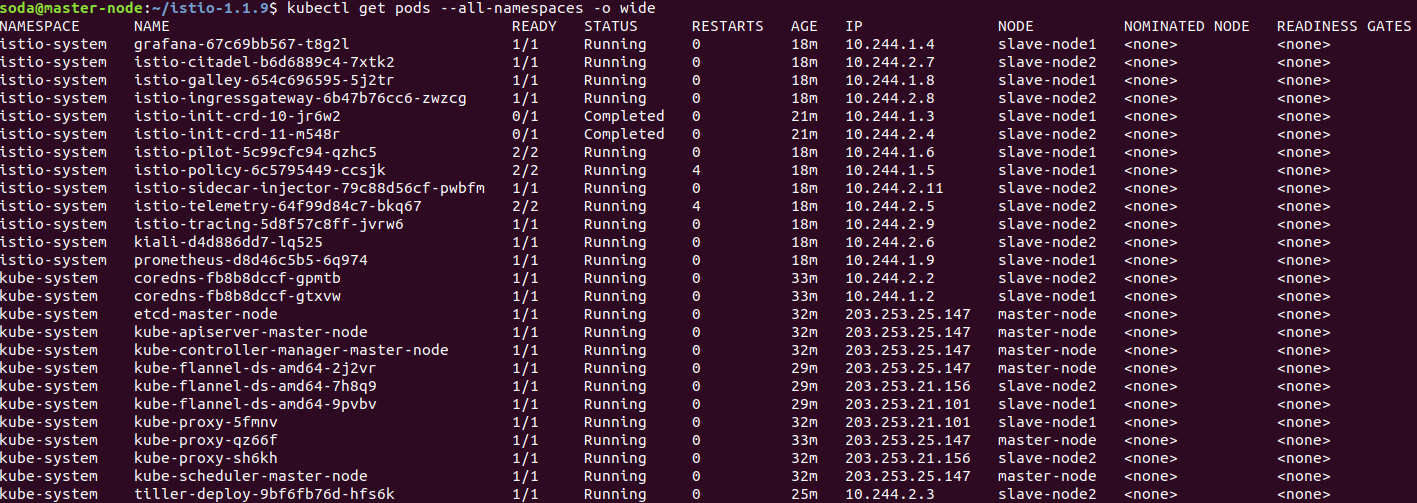 soda@master-node:~/istio-1.1.9$ kubectl get pods --all-namespaces -o wide
NAMESPACE NAME READY STATUS RESTARTS AGE IP NODE NOMINATED NODE READINESS GATES
istio-system grafana-67c69bb567-t8g2l 1/1 Running 0 18m 10.244.1.4 slave-node1 <none> <none>
istio-system istio-citadel-b6d6889c4-7xtk2 1/1 Running 0 18m 10.244.2.7 slave-node2 <none> <none>
istio-system istio-galley-654c696595-5j2tr 1/1 Running 0 18m 10.244.1.8 slave-node1 <none> <none>
istio-system istio-ingressgateway-6b47b76cc6-zwzcg 1/1 Running 0 18m 10.244.2.8 slave-node2 <none> <none>
istio-system istio-init-crd-10-jr6w2 0/1 Completed 0 21m 10.244.1.3 slave-node1 <none> <none>
istio-system istio-init-crd-11-m548r 0/1 Completed 0 21m 10.244.2.4 slave-node2 <none> <none>
istio-system istio-pilot-5c99cfc94-qzhc5 2/2 Running 0 18m 10.244.1.6 slave-node1 <none> <none>
istio-system istio-policy-6c5795449-ccsjk 2/2 Running 4 18m 10.244.1.5 slave-node1 <none> <none>
istio-system istio-sidecar-injector-79c88d56cf-pwbfm 1/1 Running 0 18m 10.244.2.11 slave-node2 <none> <none>
istio-system istio-telemetry-64f99d84c7-bkq67 2/2 Running 4 18m 10.244.2.5 slave-node2 <none> <none>
istio-system istio-tracing-5d8f57c8ff-jvrw6 1/1 Running 0 18m 10.244.2.9 slave-node2 <none> <none>
istio-system kiali-d4d886dd7-lq525 1/1 Running 0 18m 10.244.2.6 slave-node2 <none> <none>
istio-system prometheus-d8d46c5b5-6q974 1/1 Running 0 18m 10.244.1.9 slave-node1 <none> <none>
kube-system coredns-fb8b8dccf-gpmtb 1/1 Running 0 33m 10.244.2.2 slave-node2 <none> <none>
kube-system coredns-fb8b8dccf-gtxvw 1/1 Running 0 33m 10.244.1.2 slave-node1 <none> <none>
kube-system etcd-master-node 1/1 Running 0 32m 203.253.25.147 master-node <none> <none>
kube-system kube-apiserver-master-node 1/1 Running 0 32m 203.253.25.147 master-node <none> <none>
kube-system kube-controller-manager-master-node 1/1 Running 0 32m 203.253.25.147 master-node <none> <none>
kube-system kube-flannel-ds-amd64-2j2vr 1/1 Running 0 29m 203.253.25.147 master-node <none> <none>
kube-system kube-flannel-ds-amd64-7h8q9 1/1 Running 0 29m 203.253.21.156 slave-node2 <none> <none>
kube-system kube-flannel-ds-amd64-9pvbv 1/1 Running 0 29m 203.253.21.101 slave-node1 <none> <none>
kube-system kube-proxy-5fmnv 1/1 Running 0 32m 203.253.21.101 slave-node1 <none> <none>
kube-system kube-proxy-qz66f 1/1 Running 0 33m 203.253.25.147 master-node <none> <none>
kube-system kube-proxy-sh6kh 1/1 Running 0 32m 203.253.21.156 slave-node2 <none> <none>
kube-system kube-scheduler-master-node 1/1 Running 0 32m 203.253.25.147 master-node <none> <none>
kube-system tiller-deploy-9bf6fb76d-hfs6k 1/1 Running 0 25m 10.244.2.3 slave-node2 <none> <none>